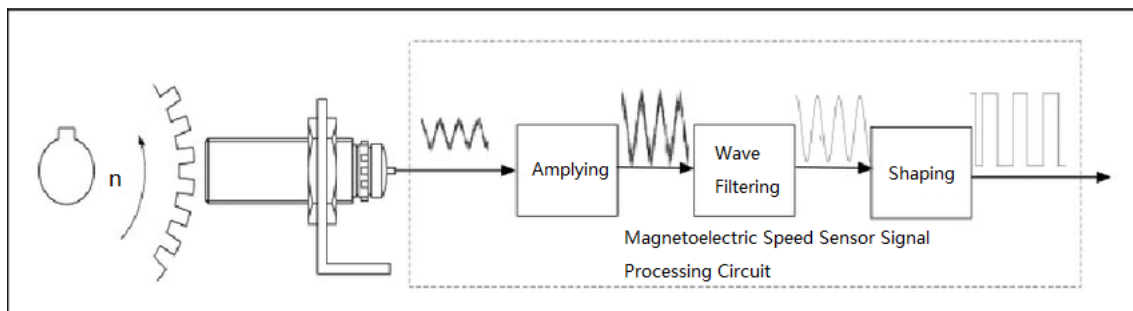 n
Amplying
Wave
Filtering
Shaping
Magnetoelectric Speed Sensor Signal
Processing Circuit